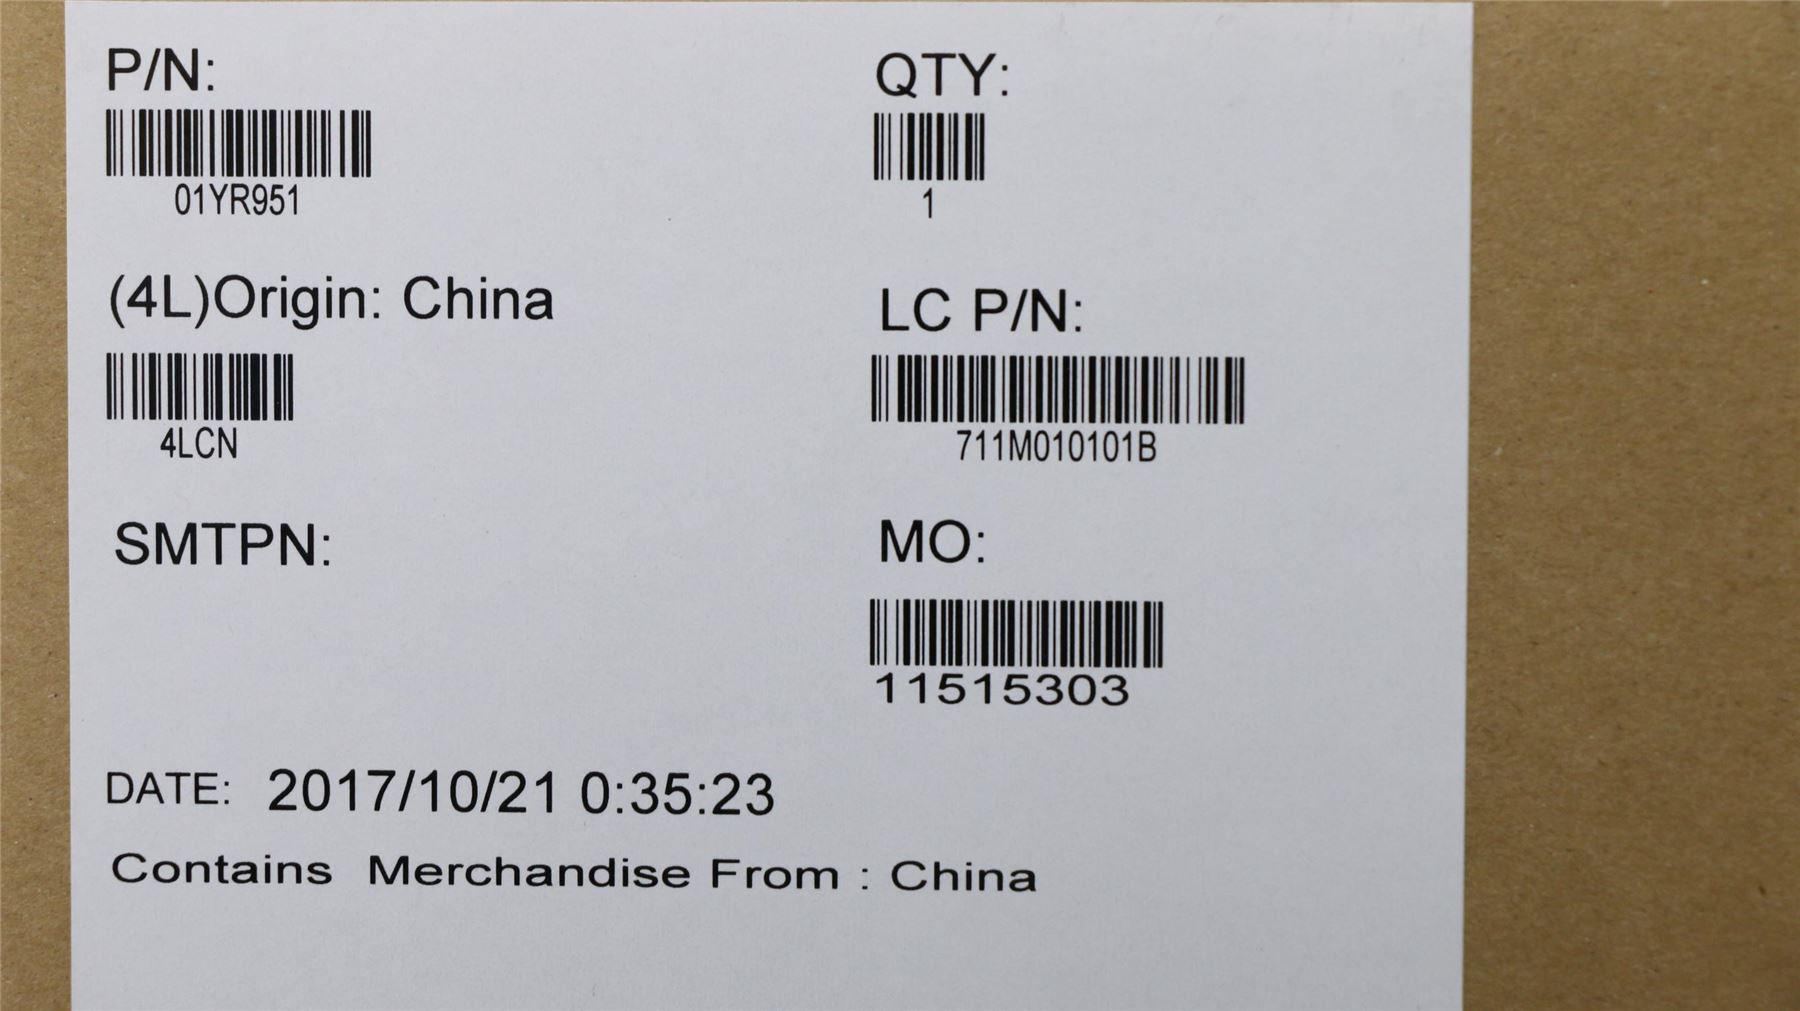 P/N:
01YR951
QTY:
1
(4L)Origin: China
4LCN
LC P/N:
711M010101B
SMTPN:
MO:
11515303
DATE: 2017/10/21 0:35:23
Contains Merchandise From : China